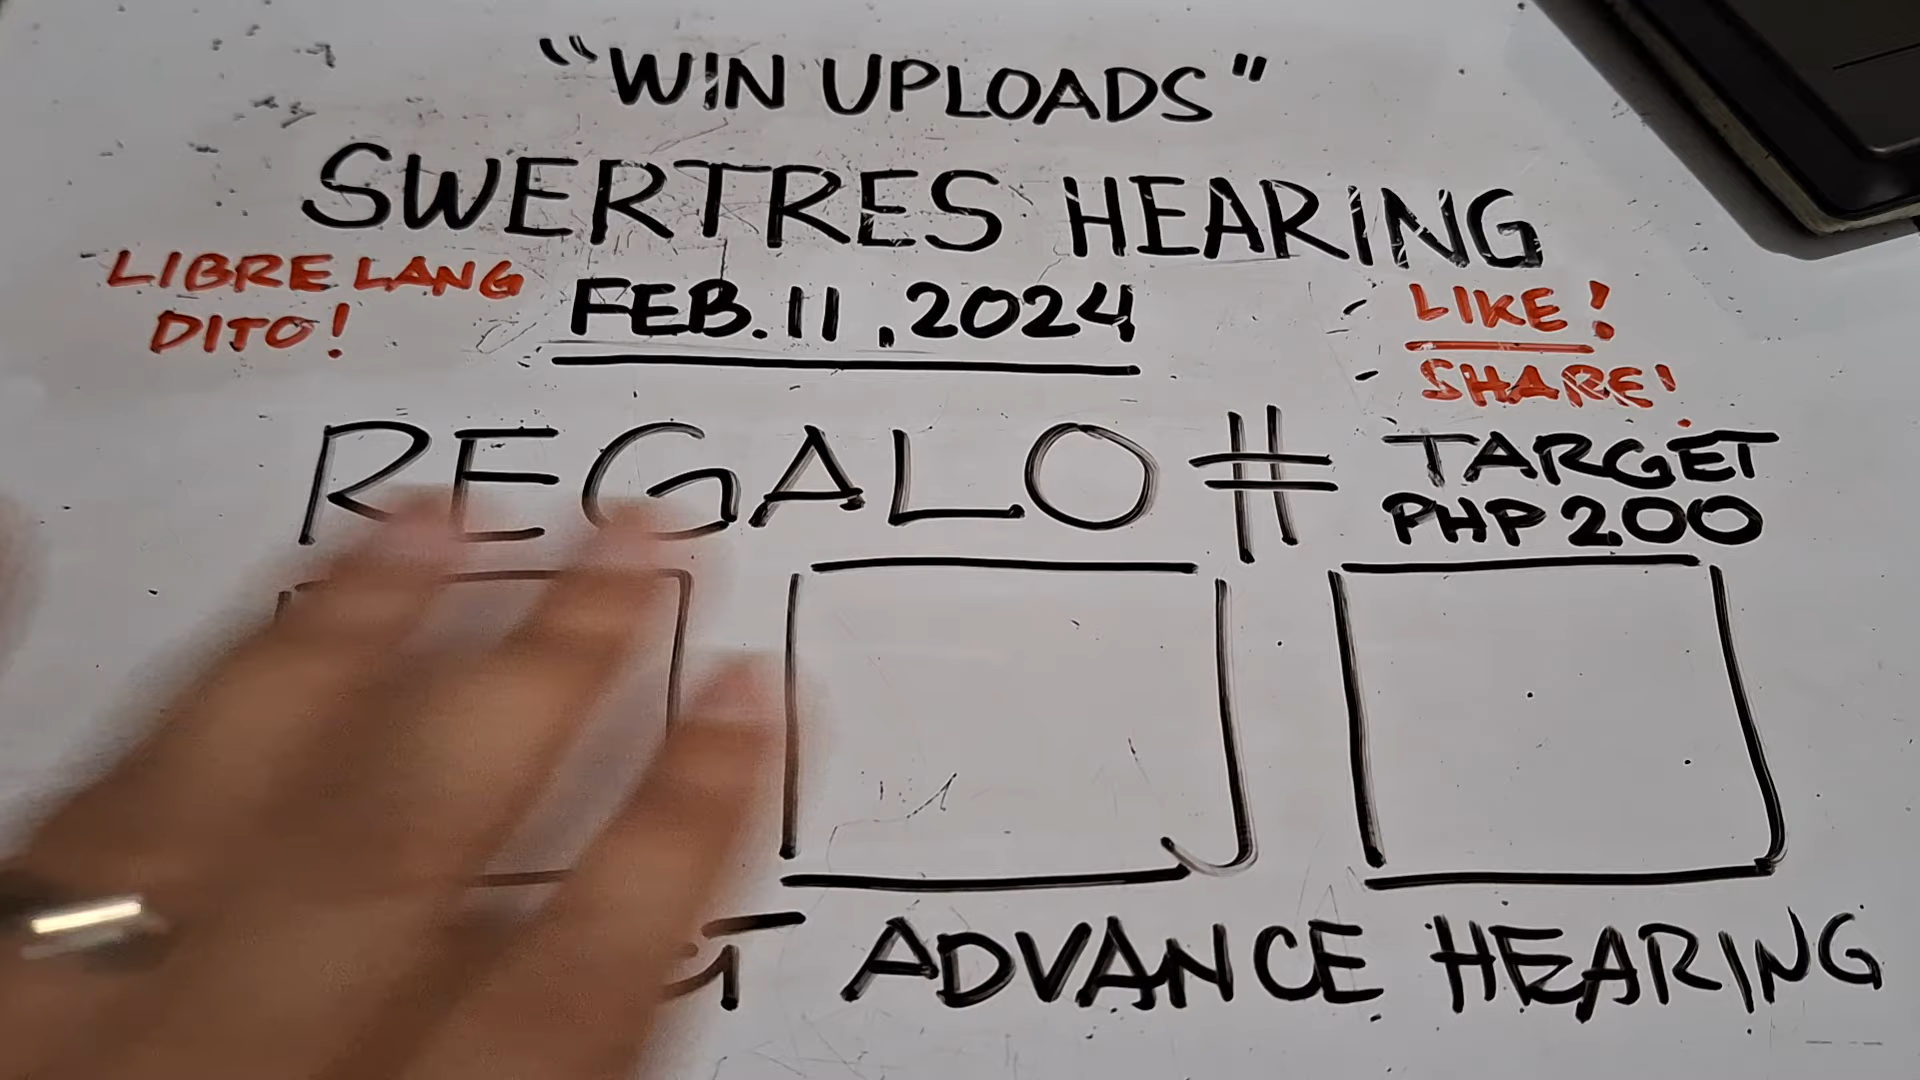 "WIN UPLOADS"
SWERTRES HEARING
LIBRE LANG
DITO!
FEB. 11, 2024
- LIKE!
- SHARE!
REGALO #
TARGET
PHP 200
ADVANCE HEARING